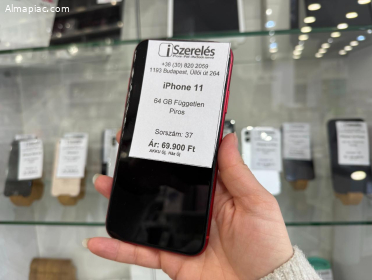 Almapiac.com
iSzerelés
+36 (30) 820 2059
1193 Budapest, Üllői út 264
iPhone 11
64 GB Független
Piros
Sorszám: 37
Ár: 69.900 Ft